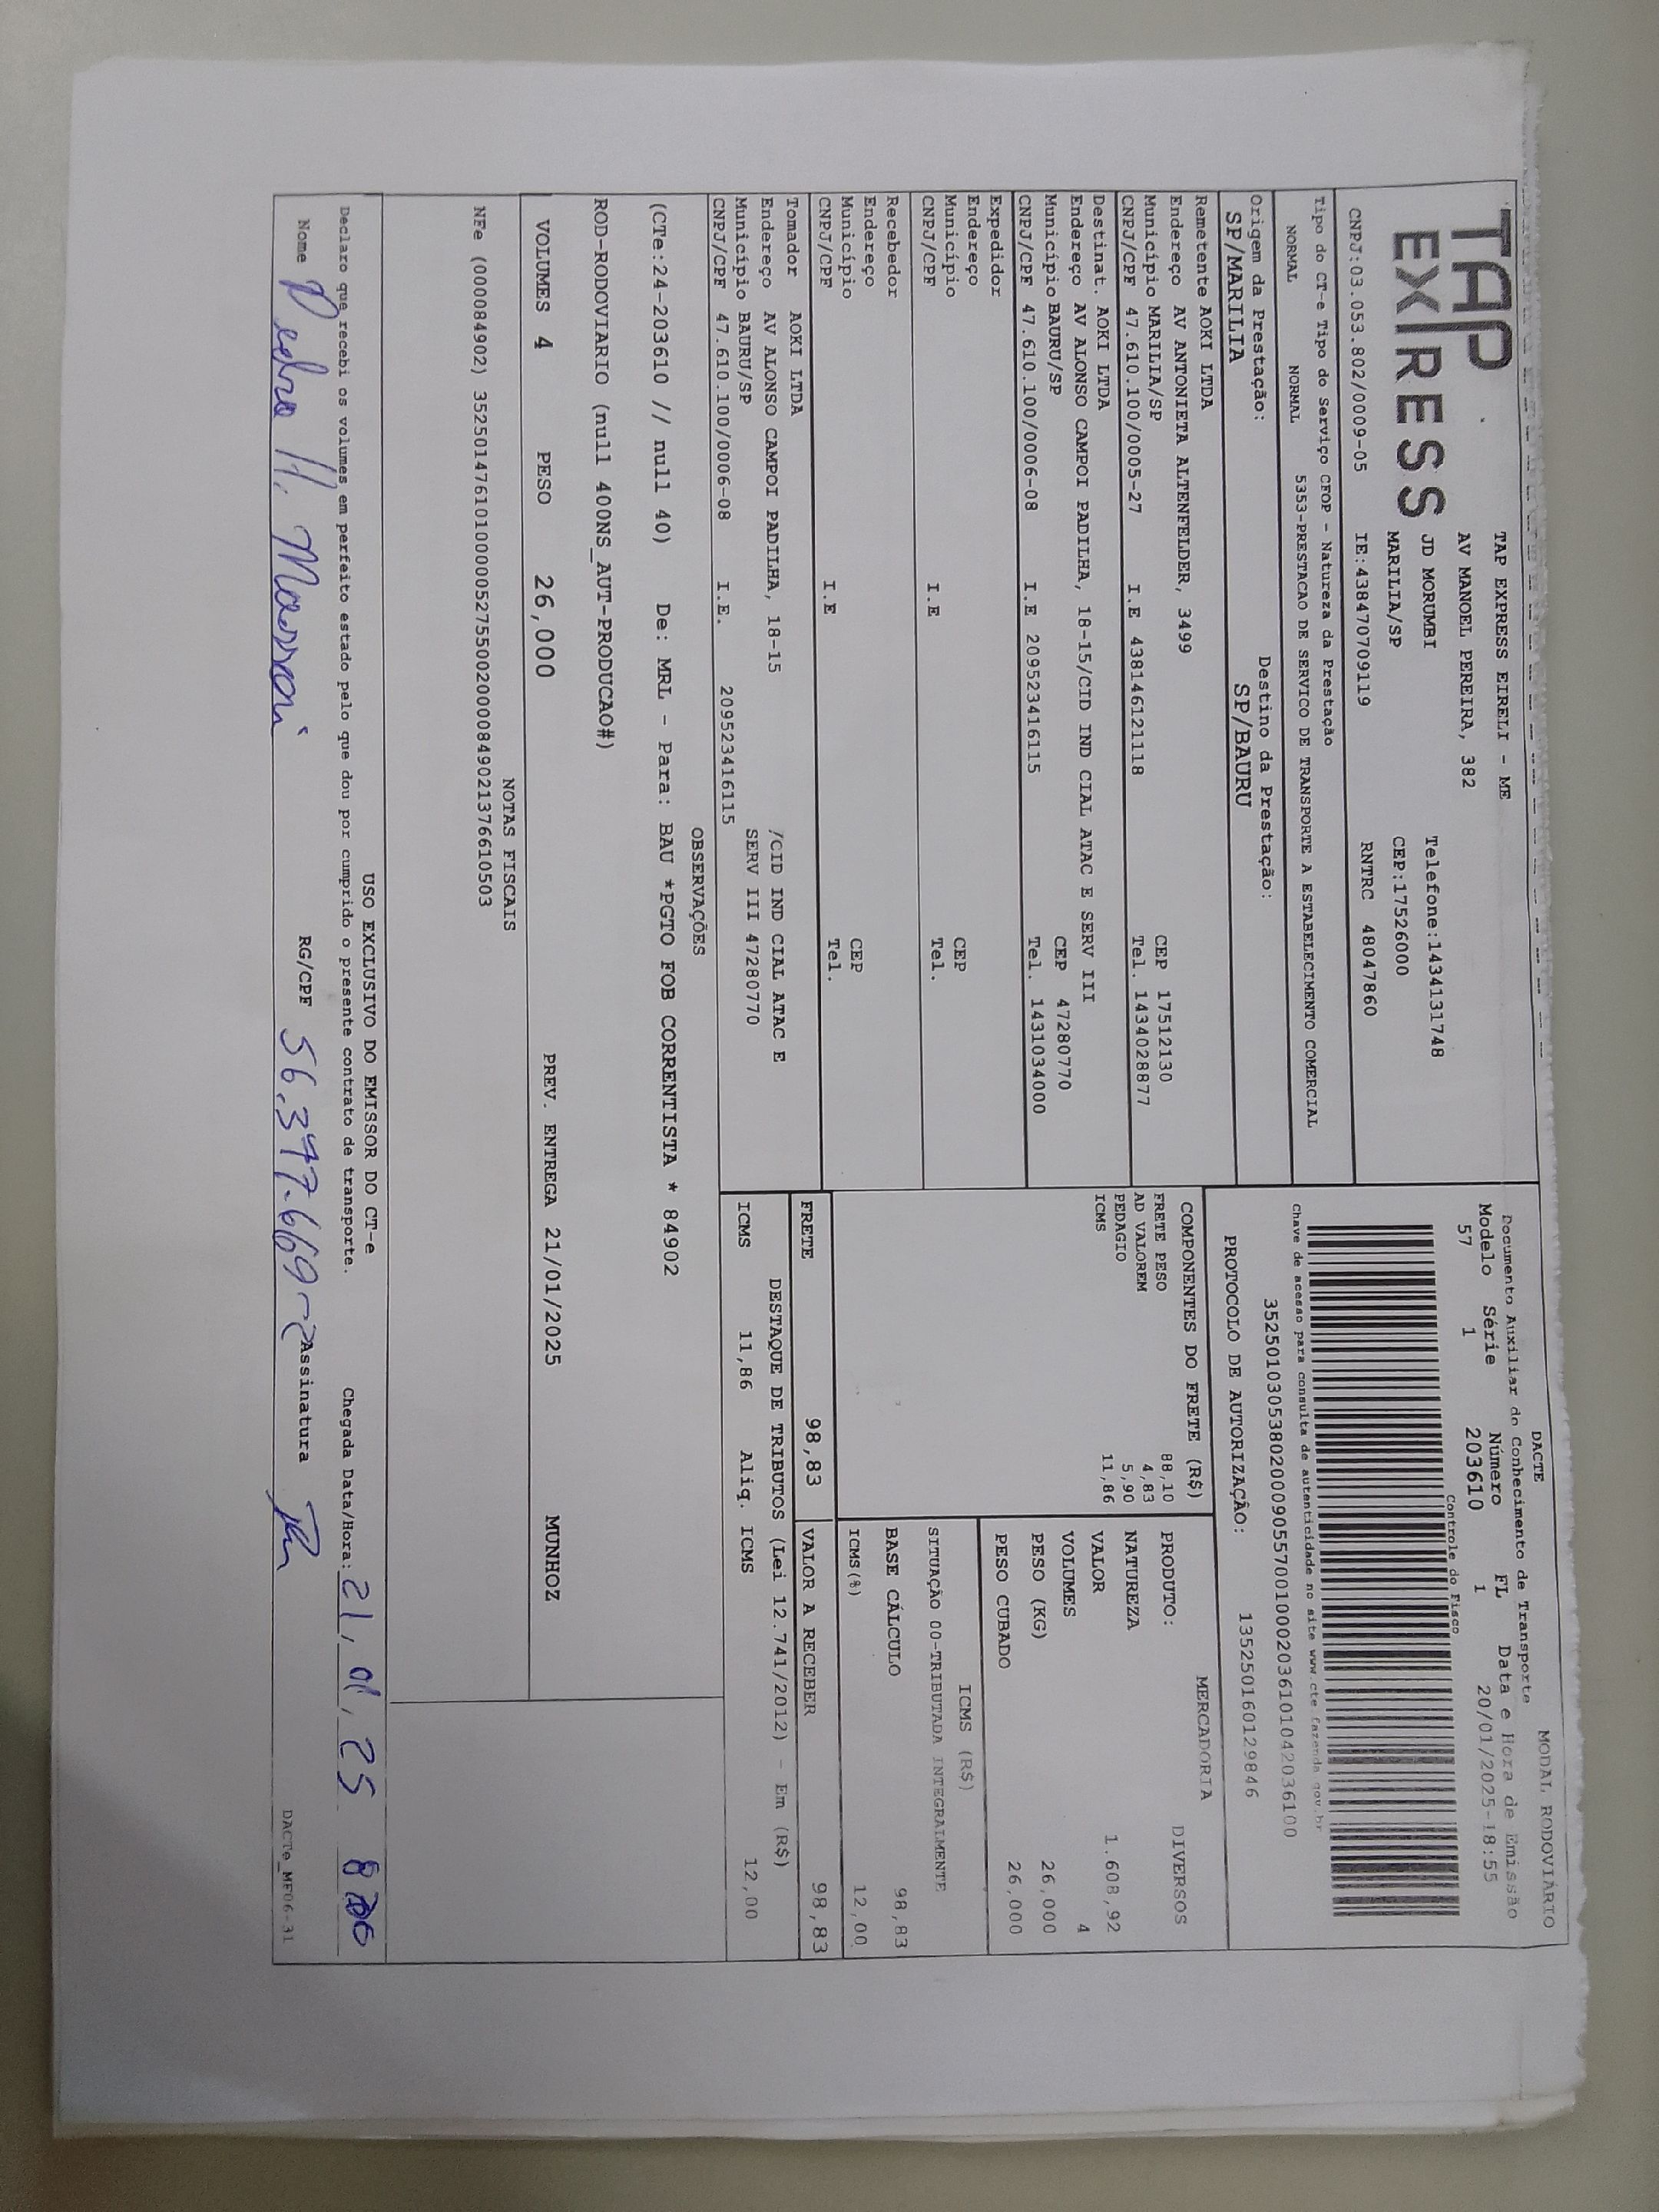 TAP EXPRESS
TAP EXPRESS EIRELI - ME
AV MANOEL PEREIRA, 382
JD MORUMBI Telefone:1434131748
MARILIA/SP CEP:17526000
CNPJ:03.053.802/0009-05 IE:438470709119 RNTRC 48047860
Tipo do CT-e Tipo do Serviço CFOP - Natureza da Prestação
NORMAL NORMAL 5353-PRESTACAO DE SERVICO DE TRANSPORTE A ESTABELECIMENTO COMERCIAL
Origem da Prestação: Destino da Prestação:
SP/MARILIA SP/BAURU
DACTE MODAL RODOVIÁRIO
Documento Auxiliar do Conhecimento de Transporte
Modelo Série Número FL Data e Hora de Emissão
57 1 203610 1 20/01/2025-18:55
Controle do Fisco
Chave de acesso para consulta de autenticidade no site www.cte.fazenda.gov.br
PROTOCOLO DE AUTORIZAÇÃO: 135250160129846
Remetente AOKI LTDA
Endereço AV ANTONIETA ALTENFELDER, 3499
Município MARILIA/SP CEP 17512130
CNPJ/CPF 47.610.100/0005-27 I.E 438146121118 Tel. 1434028877
Destinat. AOKI LTDA
Endereço AV ALONSO CAMPOI PADILHA, 18-15/CID IND CIAL ATAC E SERV III
Município BAURU/SP CEP 47280770
CNPJ/CPF 47.610.100/0006-08 I.E 209523416115 Tel. 1431034000
Expedidor
Endereço
Município CEP
CNPJ/CPF I.E Tel.
Recebedor
Endereço
Município CEP
CNPJ/CPF I.E Tel.
Tomador AOKI LTDA
Endereço AV ALONSO CAMPOI PADILHA, 18-15 /CID IND CIAL ATAC E
Município BAURU/SP SERV III 47280770
CNPJ/CPF 47.610.100/0006-08 I.E. 209523416115
COMPONENTES DO FRETE (R$)
FRETE PESO 88,10
AD VALOREM 4,83
PEDAGIO 5,90
ICMS 11,86
MERCADORIA
PRODUTO: DIVERSOS
NATUREZA
VALOR 1.608,92
VOLUMES 4
PESO (KG) 26,000
PESO CUBADO 26,000
ICMS (R$)
SITUAÇÃO 00-TRIBUTADA INTEGRALMENTE
BASE CÁLCULO 98,83
ICMS(%) 12,00
FRETE 98,83 VALOR A RECEBER 98,83
DESTAQUE DE TRIBUTOS (Lei 12.741/2012) - Em (R$)
ICMS 11,86 Aliq. ICMS 12,00
OBSERVAÇÕES
(CTe:24-203610 // null 40) De: MRL - Para: BAU *PGTO FOB CORRENTISTA * 84902
ROD-RODOVIARIO (null 400NS_AUT-PRODUCAO#)
VOLUMES 4 PESO 26,000 PREV. ENTREGA 21/01/2025 MUNHOZ
NOTAS FISCAIS
NFe (000084902) 35250147610100000527550020000849021376610503
USO EXCLUSIVO DO EMISSOR DO CT-e
Declaro que recebi os volumes em perfeito estado pelo que dou por cumprido o presente contrato de transporte. Chegada Data/Hora: 21/01/25
Nome Pedro H. RG/CPF 56.377.669-2 Assinatura
DACTe_MF06-31